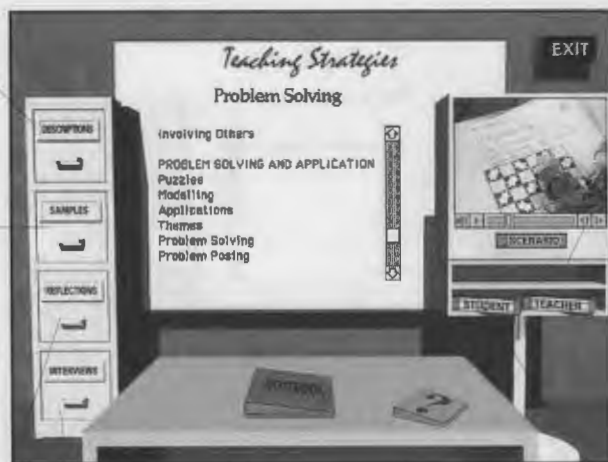 Teaching Strategies
EXIT
Problem Solving
Involving Others
PROBLEM SOLVING AND APPLICATION
Puzzles
Modelling
Applications
Themes
Problem Solving
Problem Posing
DESCRIPTIONS
SAMPLES
REFLECTIONS
INTERVIEWS
SCENARIO
STUDENT
TEACHER
NOTEBOOK
?